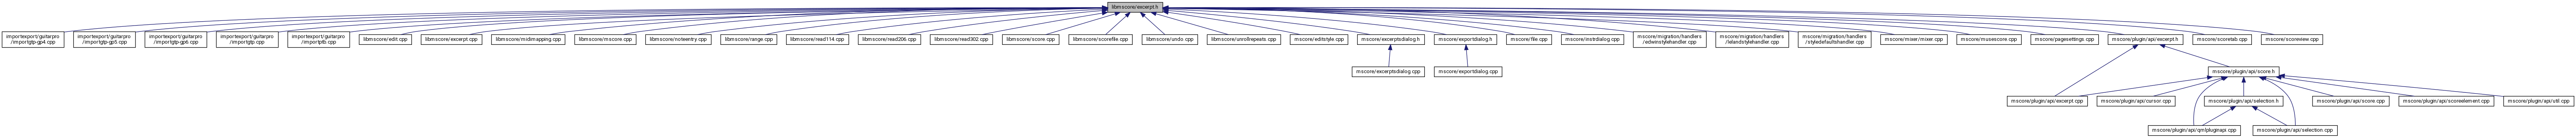 libmscore/excerpt.h
importexport/guitarpro
/importgtp-gp4.cpp
importexport/guitarpro
/importgtp-gp5.cpp
importexport/guitarpro
/importgtp-gp6.cpp
importexport/guitarpro
/importgtp.cpp
importexport/guitarpro
/importptb.cpp
libmscore/edit.cpp
libmscore/excerpt.cpp
libmscore/midimapping.cpp
libmscore/mscore.cpp
libmscore/noteentry.cpp
libmscore/range.cpp
libmscore/read114.cpp
libmscore/read206.cpp
libmscore/read302.cpp
libmscore/score.cpp
libmscore/scorefile.cpp
libmscore/undo.cpp
libmscore/unrollrepeats.cpp
mscore/editstyle.cpp
mscore/excerptsdialog.h
mscore/exportdialog.h
mscore/file.cpp
mscore/instrdialog.cpp
mscore/migration/handlers
/edwinstylehandler.cpp
mscore/migration/handlers
/lelandstylehandler.cpp
mscore/migration/handlers
/styledefaultshandler.cpp
mscore/mixer/mixer.cpp
mscore/musescore.cpp
mscore/pagesettings.cpp
mscore/plugin/api/excerpt.h
mscore/scoretab.cpp
mscore/scoreview.cpp
mscore/excerptsdialog.cpp
mscore/exportdialog.cpp
mscore/plugin/api/score.h
mscore/plugin/api/excerpt.cpp
mscore/plugin/api/cursor.cpp
mscore/plugin/api/selection.h
mscore/plugin/api/score.cpp
mscore/plugin/api/scoreelement.cpp
mscore/plugin/api/util.cpp
mscore/plugin/api/qmlpluginapi.cpp
mscore/plugin/api/selection.cpp